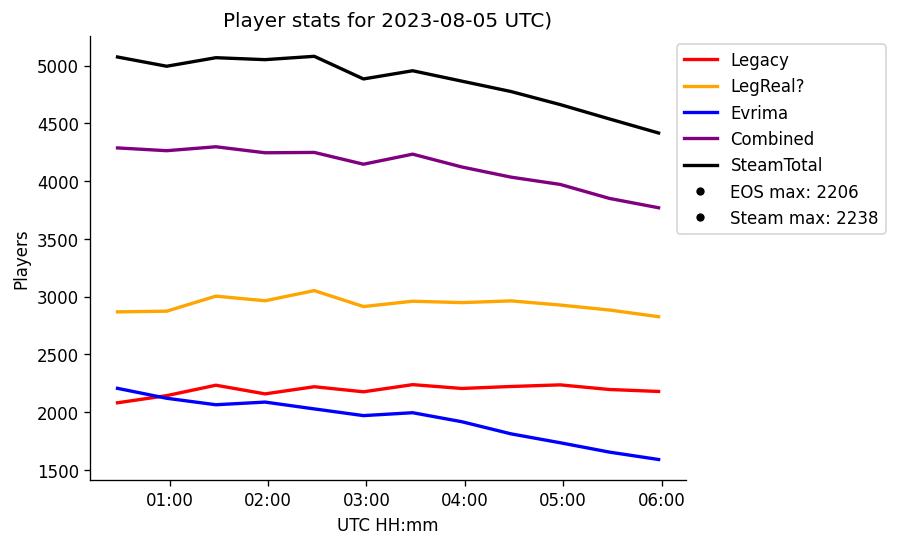 Player stats for 2023-08-05 UTC)
Players
5000
4500
4000
3500
3000
2500
2000
1500
01:00 02:00 03:00 04:00 05:00 06:00
UTC HH:mm
Legacy
LegReal?
Evrima
Combined
SteamTotal
EOS max: 2206
Steam max: 2238